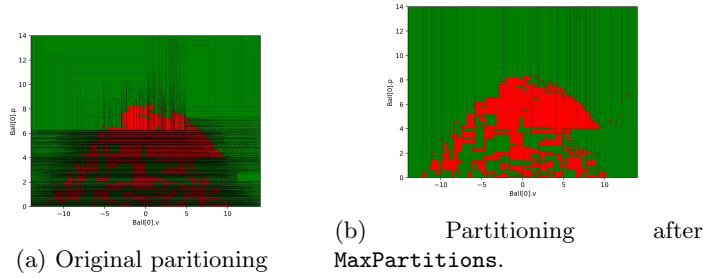 14
12
10
8
6
4
2
0
Ball[0].p
−10 −5 0 5 10
Ball[0].v
(a) Original paritioning
14
12
10
8
6
4
2
0
Ball[0].p
−10 −5 0 5 10
Ball[0].v
(b) Partitioning after
MaxPartitions.